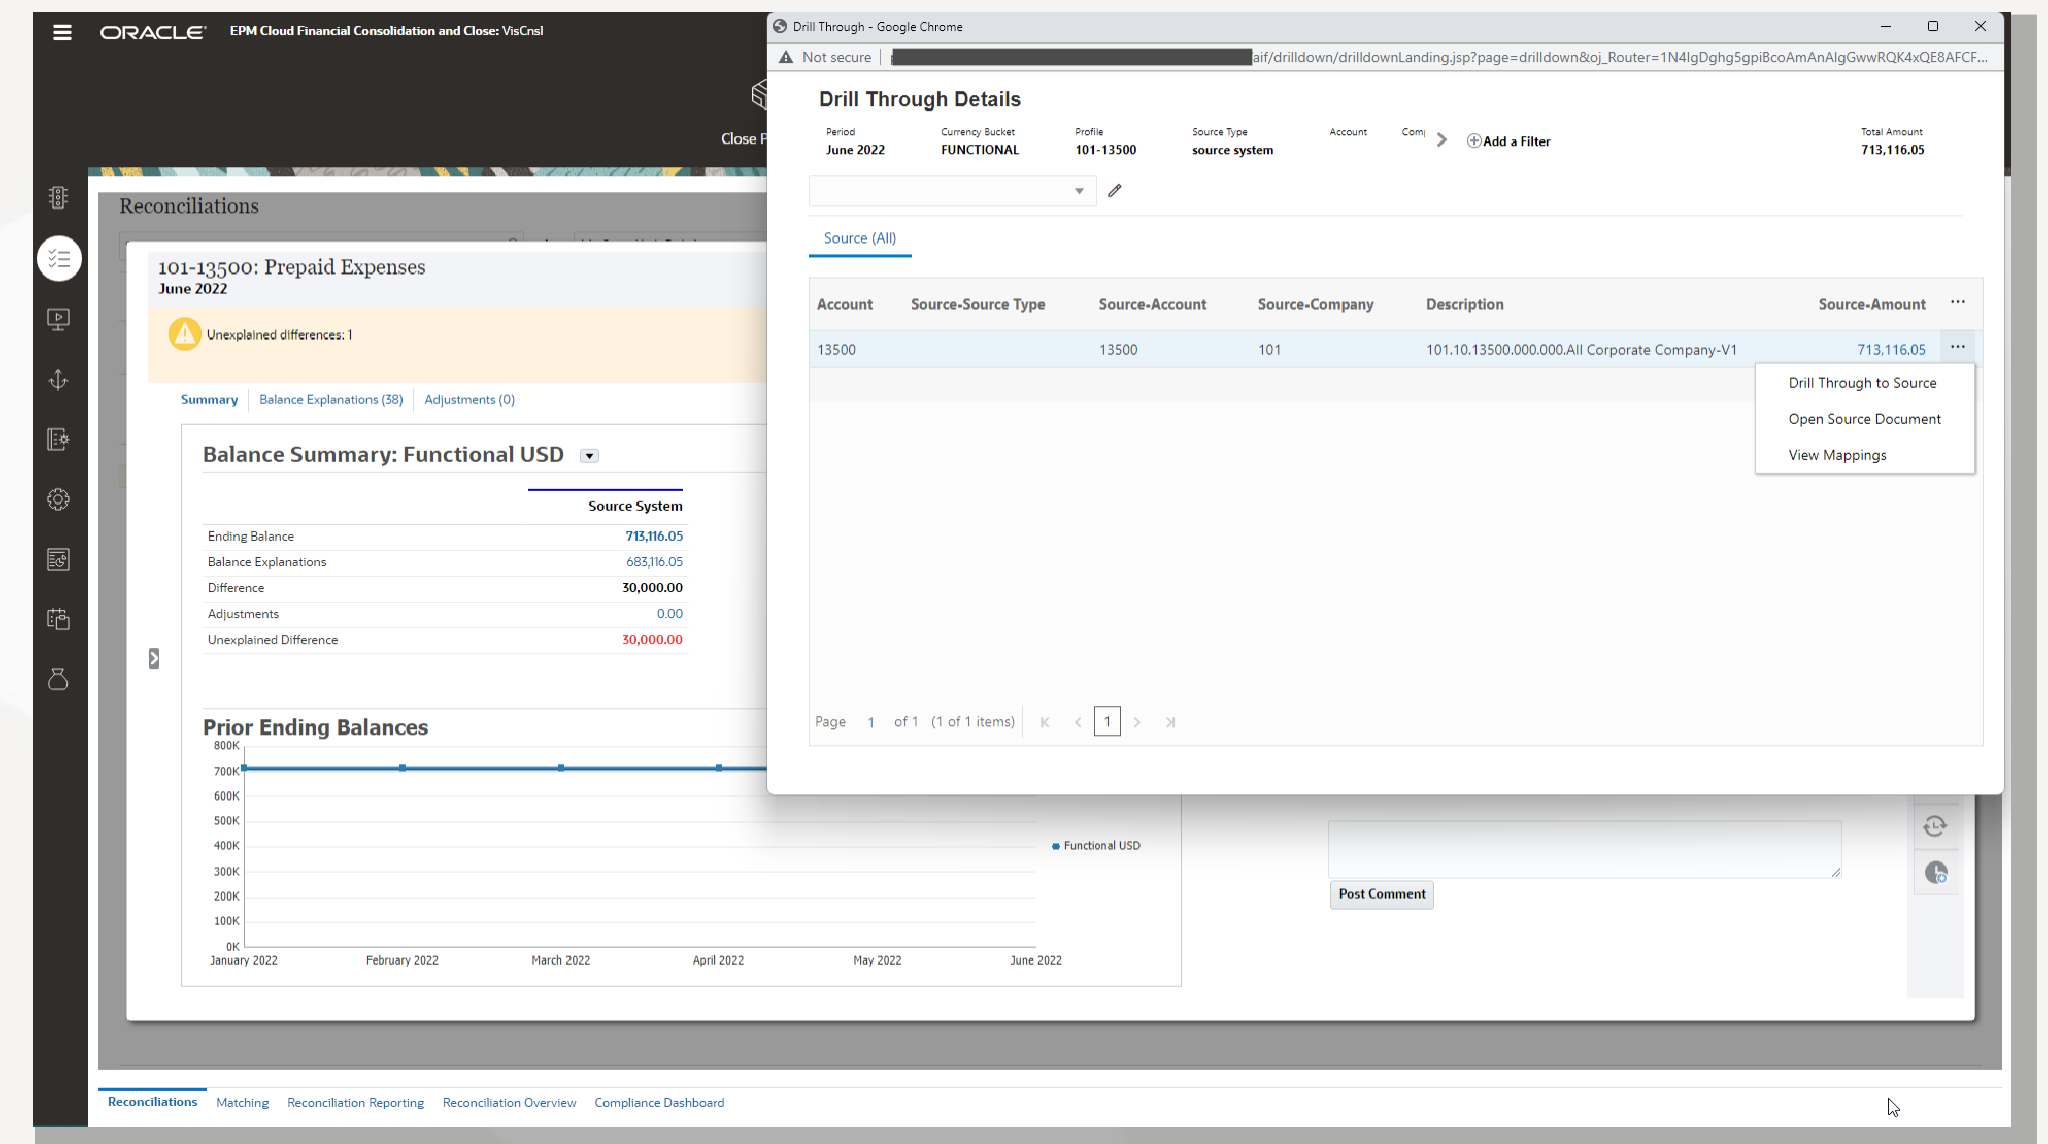 ORACLE
EPM Cloud Financial Consolidation and Close: VisCnsl
Close P
Reconciliations
101-13500: Prepaid Expenses
June 2022
Unexplained differences: 1
Summary
Balance Explanations (38)
Adjustments (0)
Balance Summary: Functional USD
Source System
Ending Balance 713,116.05
Balance Explanations 683,116.05
Difference 30,000.00
Adjustments 0.00
Unexplained Difference 30,000.00
Prior Ending Balances
800K
700K
600K
500K
400K
300K
200K
100K
0K
January 2022 February 2022 March 2022 April 2022 May 2022 June 2022
Functional USD
Drill Through - Google Chrome
Not secure
aif/drilldown/drilldownLanding.jsp?page=drilldown&oj_Router=1N4IgDghg5gpiBcoAmAnAlgGwwRQK4xQE8AFCF...
Drill Through Details
Period Currency Bucket Profile Source Type Account Com Total Amount
June 2022 FUNCTIONAL 101-13500 source system 713,116.05
Add a Filter
Source (All)
Account Source-Source Type Source-Account Source-Company Description Source-Amount ...
13500 13500 101 101.10.13500.000.000.All Corporate Company-V1 713,116.05 ...
Drill Through to Source
Open Source Document
View Mappings
Page 1 of 1 (1 of 1 items) 1
Post Comment
Reconciliations Matching Reconciliation Reporting Reconciliation Overview Compliance Dashboard